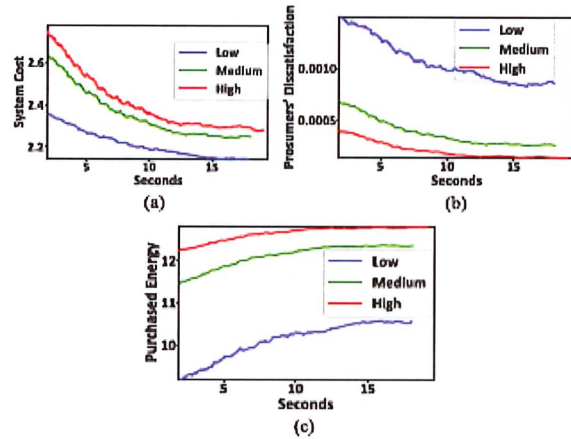 System Cost
2.6
2.4
2.2
Low
Medium
High
5
10
15
Seconds
(a)
Prosumers' Dissatisfaction
0.0010
0.0005
Low
Medium
High
5
10
15
Seconds
(b)
Purchased Energy
12
11
10
Low
Medium
High
5
10
15
Seconds
(c)